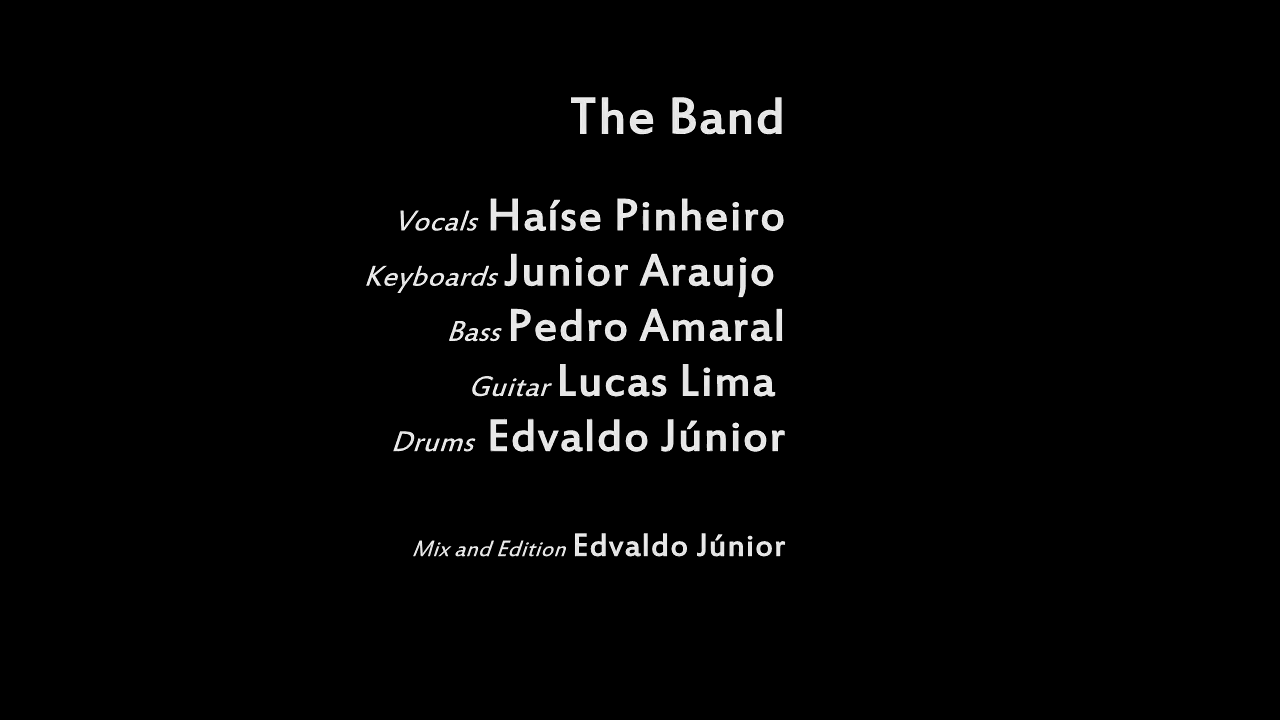 The Band
Vocals Haíse Pinheiro
Keyboards Junior Araujo
Bass Pedro Amaral
Guitar Lucas Lima
Drums Edvaldo Júnior
Mix and Edition Edvaldo Júnior